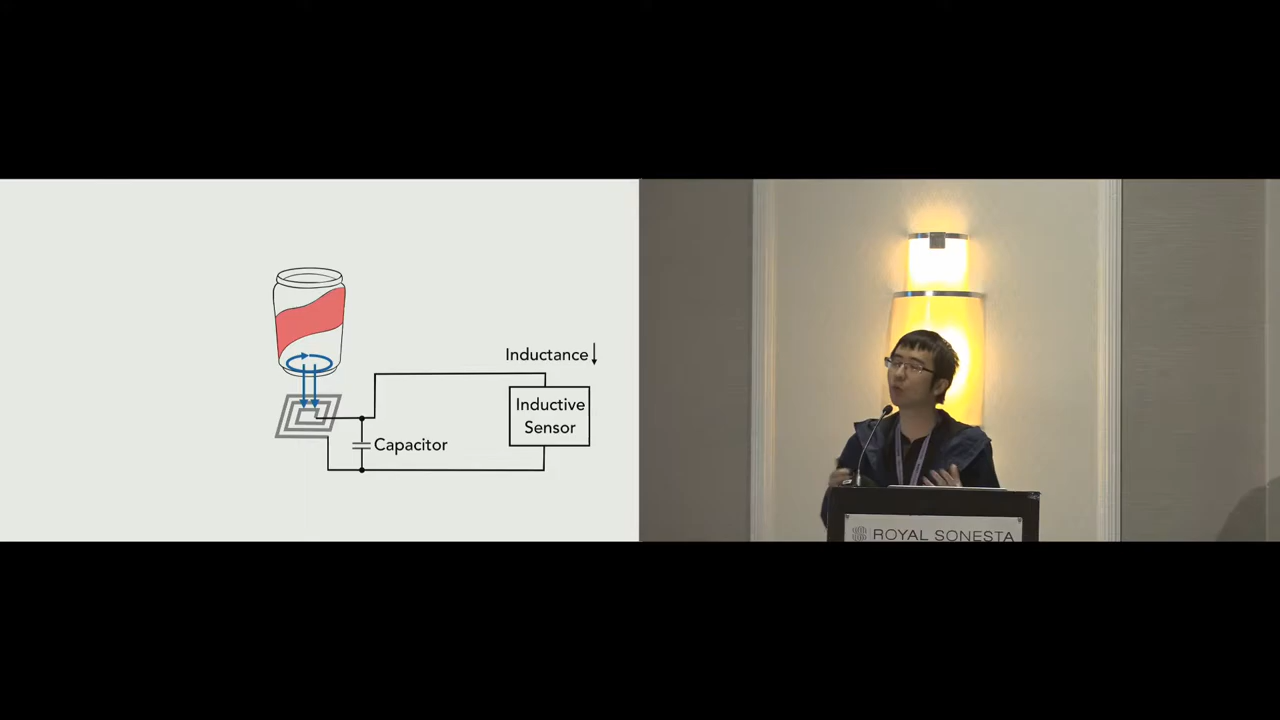 Inductance
Inductive
Sensor
Capacitor
ROYAL SONESTA